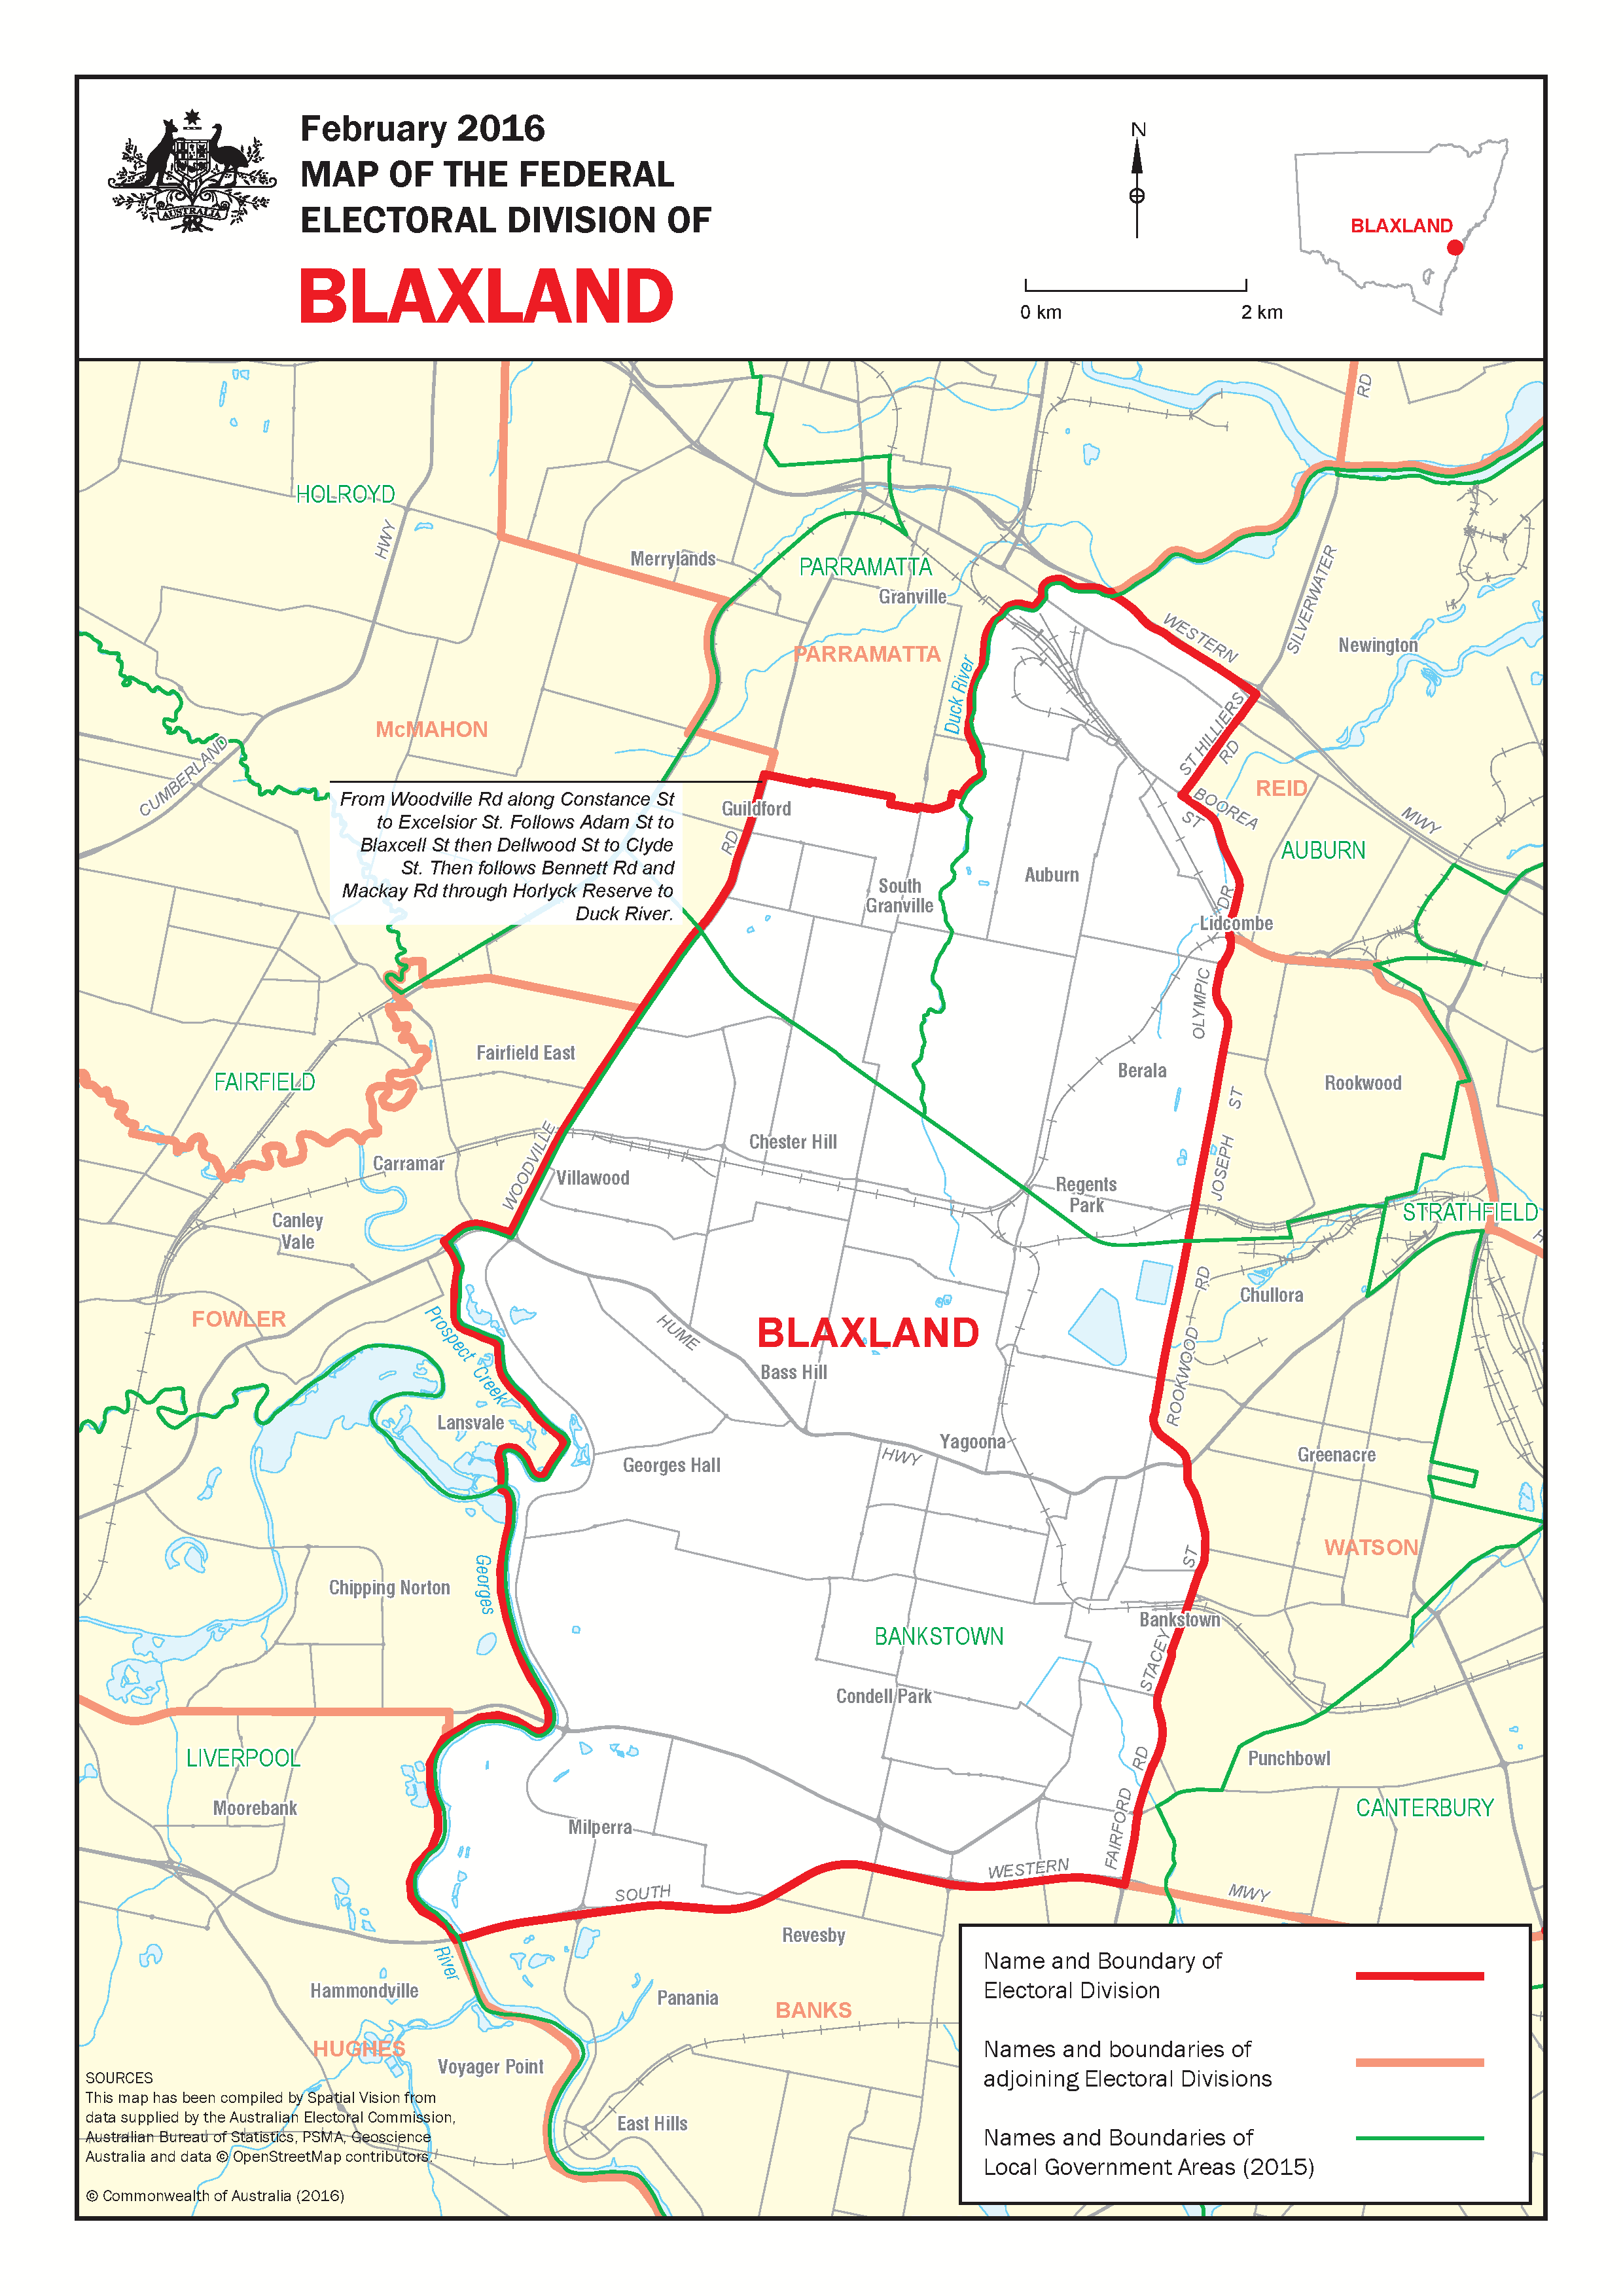 February 2016
MAP OF THE FEDERAL
ELECTORAL DIVISION OF
BLAXLAND
AUSTRALIA
N
0 km
2 km
BLAXLAND
RD
HOLROYD
HWY
Merrylands
PARRAMATTA
Granville
PARRAMATTA
Duck River
WESTERN
SILVERWATER
Newington
McMAHON
CUMBERLAND
ST HILLIERS
RD
REID
BOOREA
ST
MWY
AUBURN
From Woodville Rd along Constance St
to Excelsior St. Follows Adam St to
Blaxcell St then Dellwood St to Clyde
St. Then follows Bennett Rd and
Mackay Rd through Horlyck Reserve to
Duck River.
Guildford
RD
South
Granville
Auburn
DR
Lidcombe
OLYMPIC
Fairfield East
FAIRFIELD
Berala
Rookwood
ST
JOSEPH
Chester Hill
Carramar
WOODVILLE
Villawood
Regents
Park
STRATHFIELD
H
Canley
Vale
RD
Chullora
FOWLER
Prospect Creek
HUME
BLAXLAND
Bass Hill
ROOKWOOD
Lansvale
Georges Hall
HWY
Yagoona
Greenacre
WATSON
ST
Chipping Norton
Georges
Bankstown
BANKSTOWN
STACEY
Condell Park
LIVERPOOL
Moorebank
RD
Punchbowl
CANTERBURY
Milperra
FAIRFORD
SOUTH
WESTERN
MWY
Revesby
River
Hammondville
Panania
BANKS
HUGHES
Voyager Point
East Hills
SOURCES
This map has been compiled by Spatial Vision from
data supplied by the Australian Electoral Commission,
Australian Bureau of Statistics, PSMA, Geoscience
Australia and data © OpenStreetMap contributors.
© Commonwealth of Australia (2016)
Name and Boundary of
Electoral Division
Names and boundaries of
adjoining Electoral Divisions
Names and Boundaries of
Local Government Areas (2015)